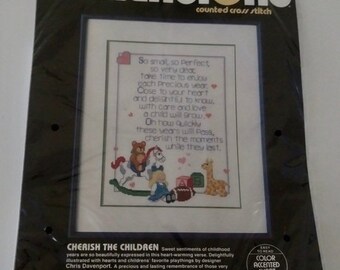 counted cross stitch
So small, so perfect,
so very dear,
take time to enjoy
each precious year.
Close to your heart
and delightful to know,
with care and love
a child will grow.
Oh how quickly
these years will pass,
cherish the moments
while they last.
CHERISH THE CHILDREN Sweet sentiments of childhood
years are so beautifully expressed in this heart-warming verse. Delightfully
illustrated with hearts and childrens' favorite playthings by designer
Chris Davenport. A precious and lasting remembrance of those very
EASY
TO READ
COLOR
ACCENTED